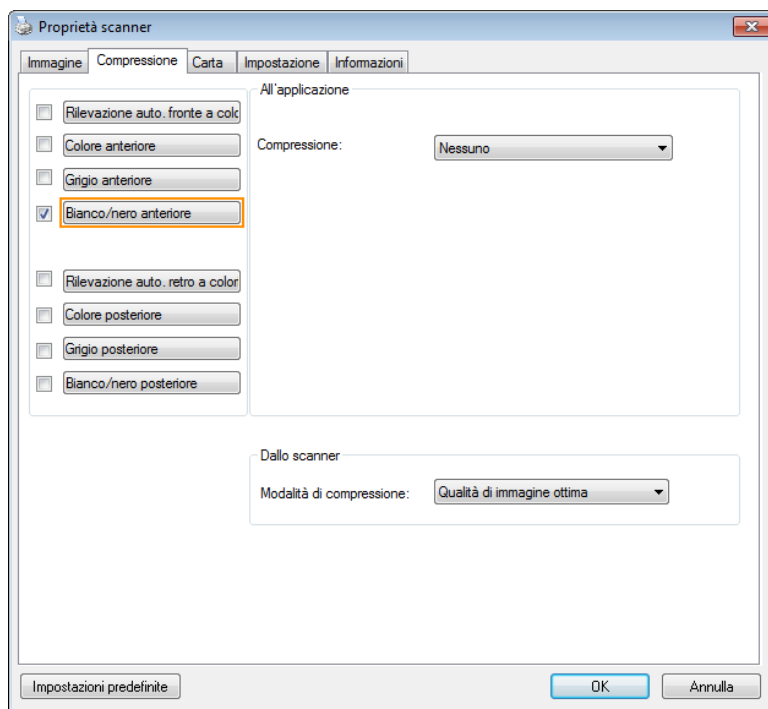 Proprietà scanner
Immagine Compressione Carta Impostazione Informazioni
All'applicazione
Rilevazione auto. fronte a colo
Colore anteriore
Compressione: Nessuno
Grigio anteriore
Bianco/nero anteriore
Rilevazione auto. retro a color
Colore posteriore
Grigio posteriore
Bianco/nero posteriore
Dallo scanner
Modalità di compressione: Qualità di immagine ottima
Impostazioni predefinite OK Annulla